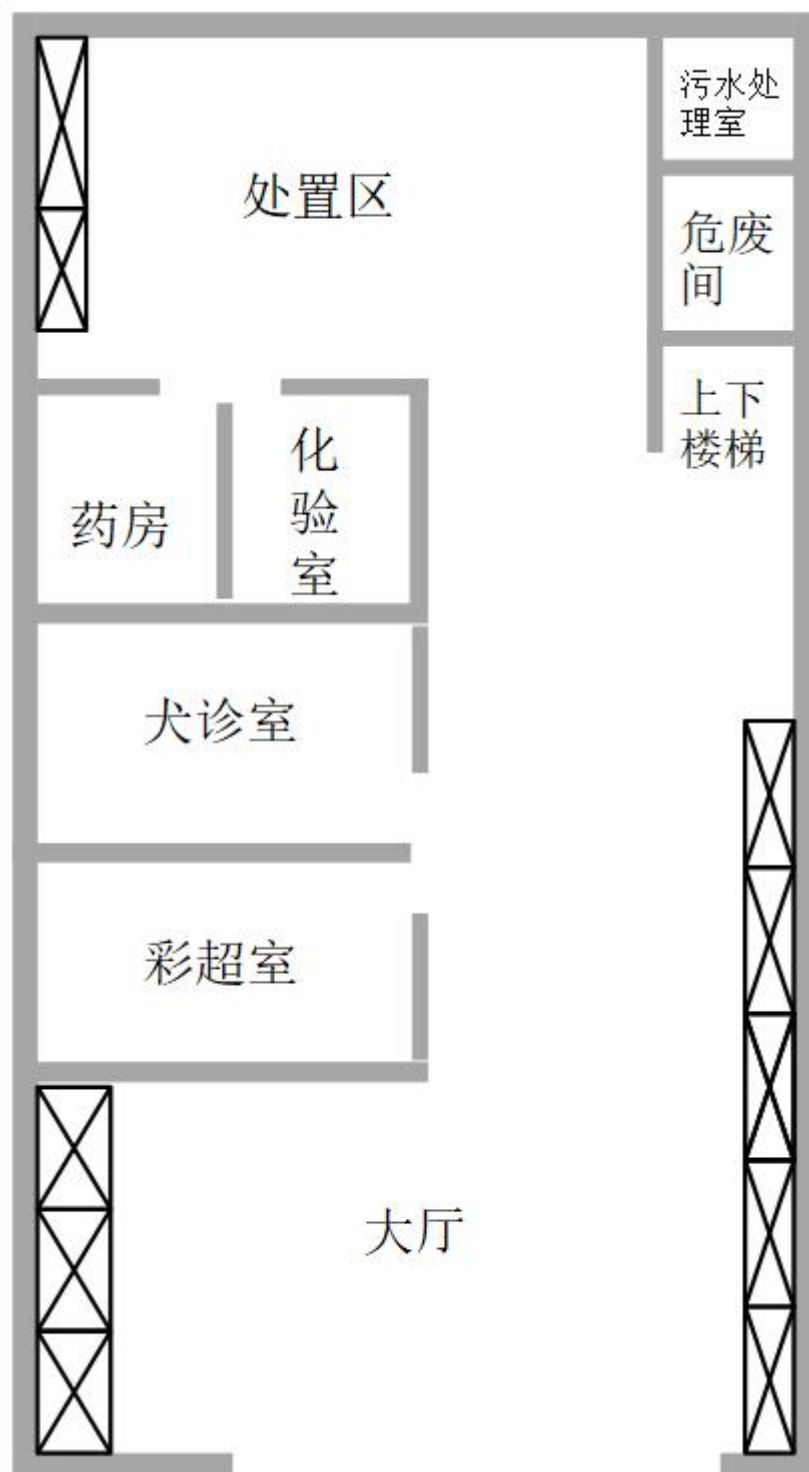 污水处
理室
处置区
危废
间
上下
楼梯
化
验
室
药房
犬诊室
彩超室
大厅